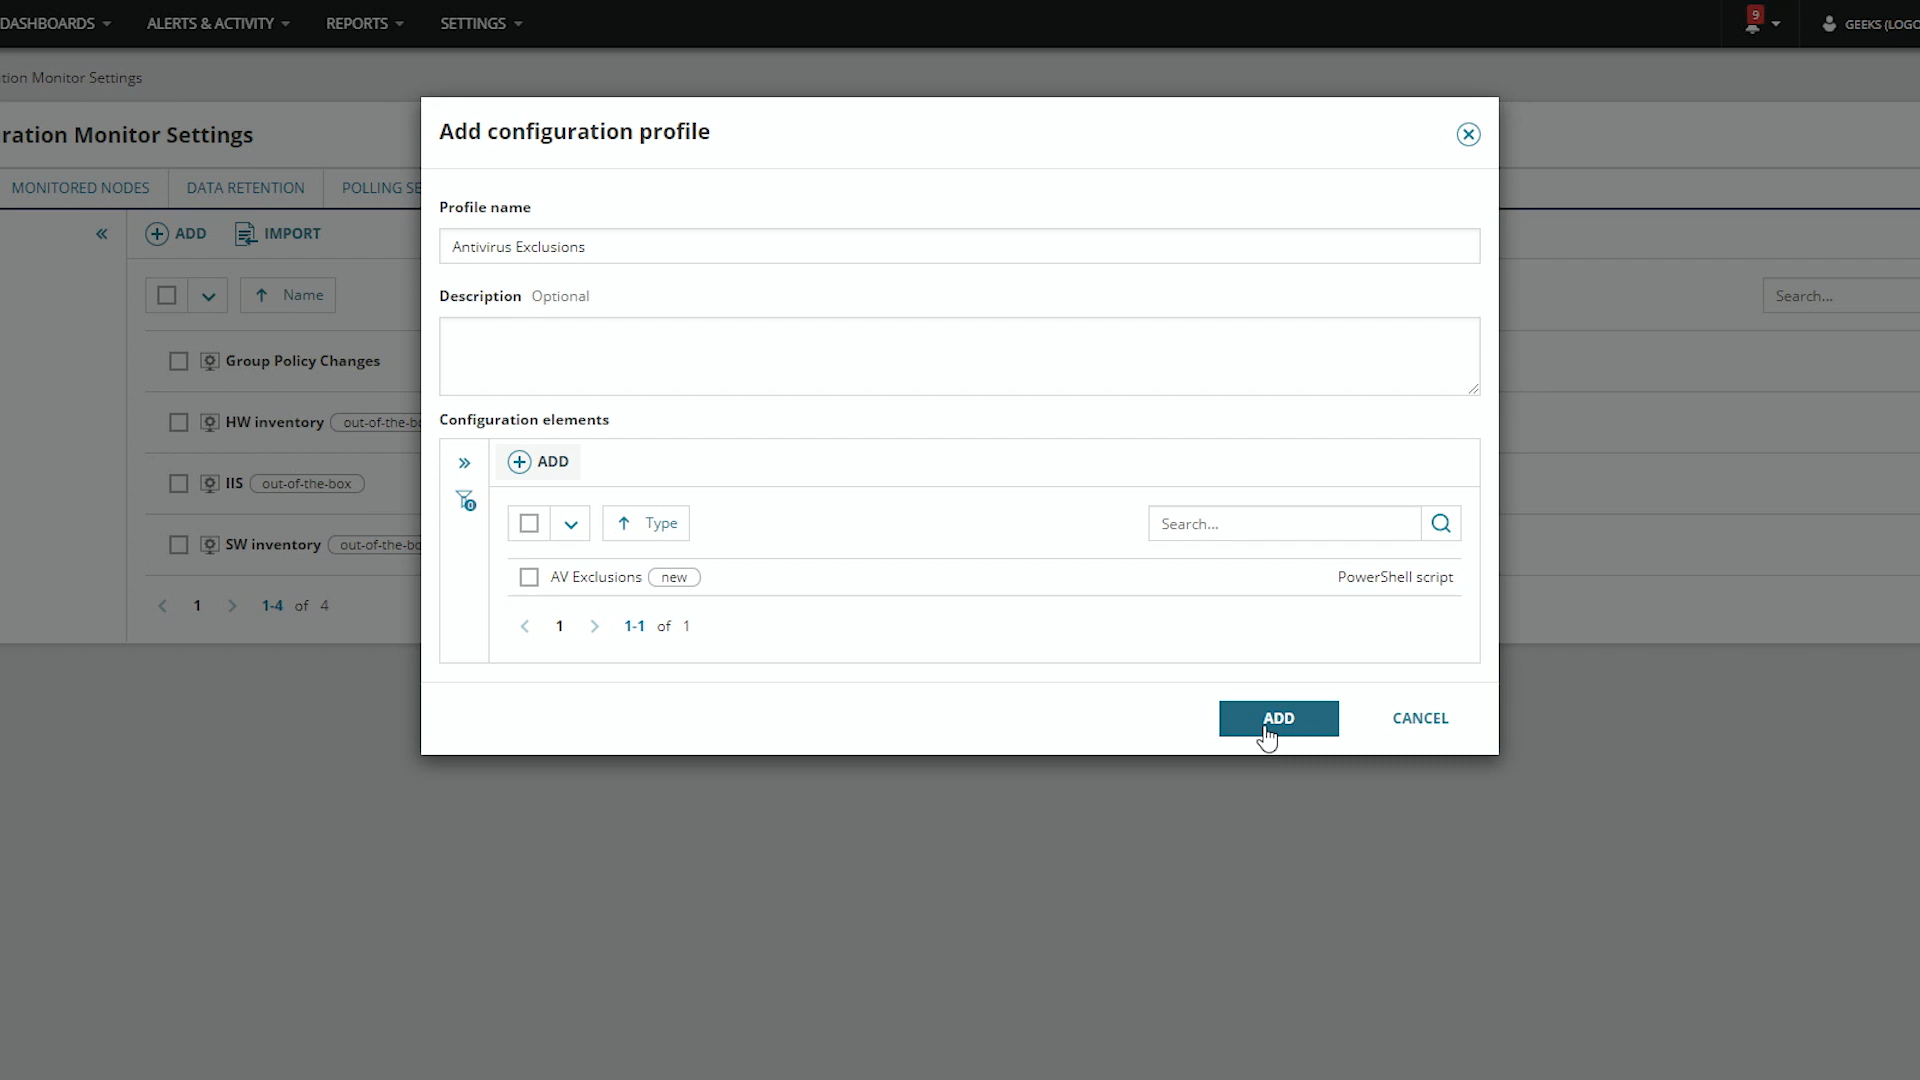 DASHBOARDS ALERTS & ACTIVITY REPORTS SETTINGS 9 GEEKS (LOGO
tion Monitor Settings
ration Monitor Settings
MONITORED NODES DATA RETENTION POLLING SE
ADD IMPORT
Name
Search...
Group Policy Changes
HW inventory out-of-the-bo
IIS out-of-the-box
SW inventory out-of-the-bo
1 1-4 of 4
Add configuration profile
Profile name
Antivirus Exclusions
Description Optional
Configuration elements
ADD
0
Type Search...
AV Exclusions new PowerShell script
1 1-1 of 1
ADD CANCEL